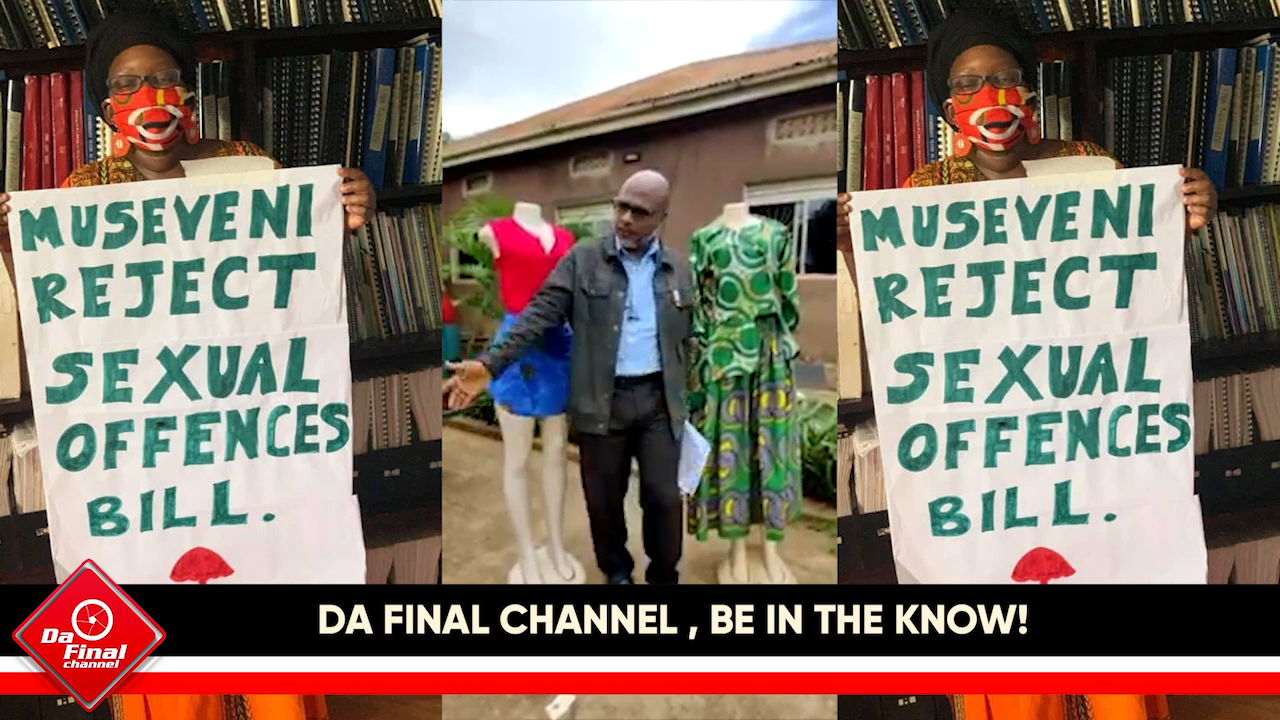 MUSEVENI
REJECT
SEXUAL
OFFENCES
BILL.
MUSEVENI
REJECT
SEXUAL
OFFENCES
BILL.
DA FINAL CHANNEL , BE IN THE KNOW!
Da
Final
channel